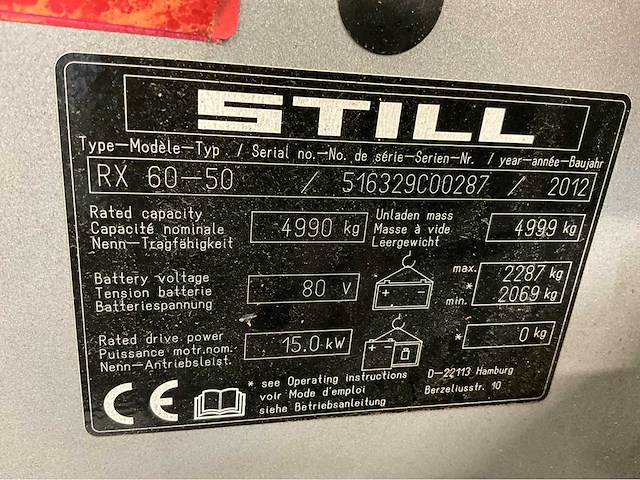 STILL
Type-Modèle-Typ / Serial no.-No. de série-Serien-Nr. / year-année-Baujahr
RX 60-50 / 516329C00287 / 2012
Rated capacity
Capacité nominale
Nenn-Tragfähigkeit
4990 kg
Unladen mass
Masse à vide
Leergewicht
4999 kg
Battery voltage
Tension batterie
Batteriespannung
80 V
max. 2287 kg
*
min. 2069 kg
Rated drive power
Puissance motr.nom.
Nenn-Antriebsleist.
15.0 kW
* 0 kg
CE
* see Operating instructions
voir Mode d'emploi
siehe Betriebsanleitung
D-22113 Hamburg
Berzeliusstr. 10